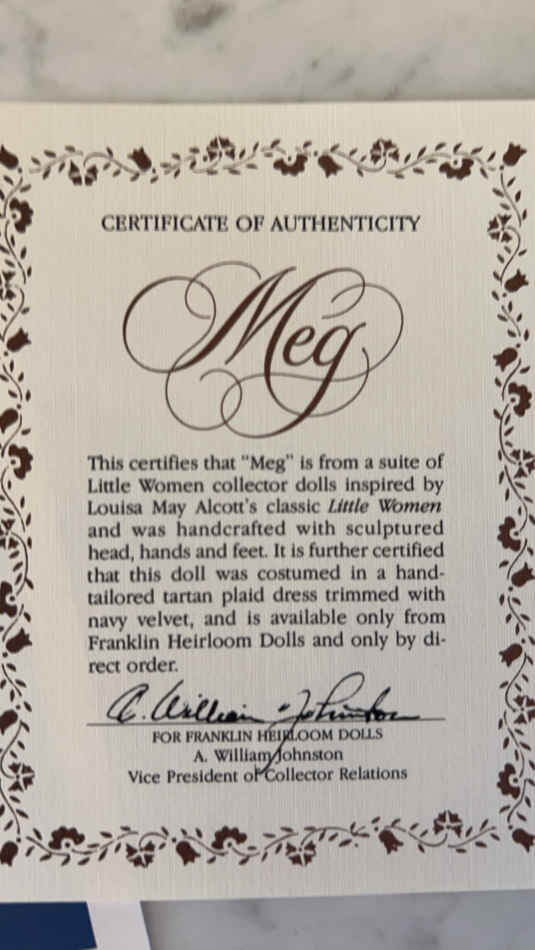 CERTIFICATE OF AUTHENTICITY
Meg
This certifies that “Meg” is from a suite of
Little Women collector dolls inspired by
Louisa May Alcott’s classic Little Women
and was handcrafted with sculptured
head, hands and feet. It is further certified
that this doll was costumed in a hand-
tailored tartan plaid dress trimmed with
navy velvet, and is available only from
Franklin Heirloom Dolls and only by di-
rect order.
A. William Johnston
FOR FRANKLIN HEIRLOOM DOLLS
A. William Johnston
Vice President of Collector Relations